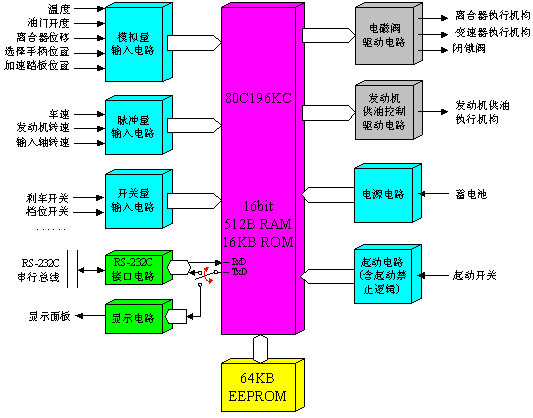 温度
油门开度
离合器位移
选择手柄位置
加速踏板位置
模拟量
输入电路
车速
发动机转速
输入轴转速
脉冲量
输入电路
刹车开关
档位开关
......
开关量
输入电路
RS-232C
串行总线
RS-232C
接口电路
显示面板
显示电路
80C196KC
16bit
512B RAM
16KB ROM
RxD
TxD
64KB
EEPROM
电磁阀
驱动电路
离合器执行机构
变速器执行机构
闭锁阀
发动机
供油控制
驱动电路
发动机供油
执行机构
电源电路
蓄电池
起动电路
(含起动禁
止逻辑)
起动开关